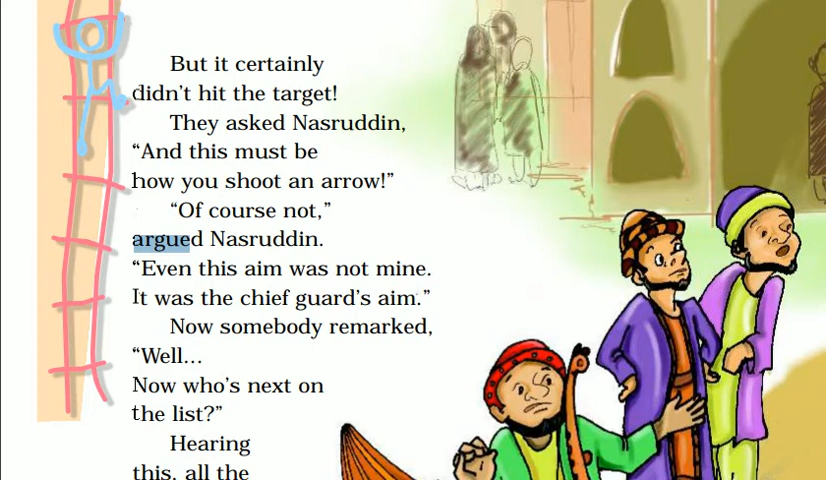 But it certainly
didn't hit the target!
They asked Nasruddin,
“And this must be
how you shoot an arrow!”
“Of course not,”
argued Nasruddin.
“Even this aim was not mine.
It was the chief guard's aim.”
Now somebody remarked,
“Well...
Now who's next on
the list?”
Hearing
this, all the